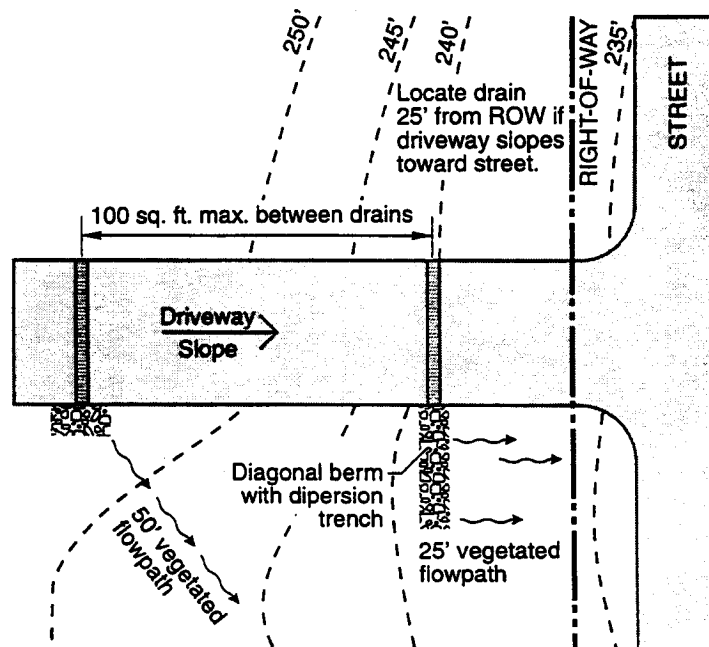 250'
245'
240'
235'
Locate drain
25' from ROW if
driveway slopes
toward street.
RIGHT-OF-WAY
STREET
100 sq. ft. max. between drains
Driveway
Slope
Diagonal berm
with dipersion
trench
50' vegetated
flowpath
25' vegetated
flowpath